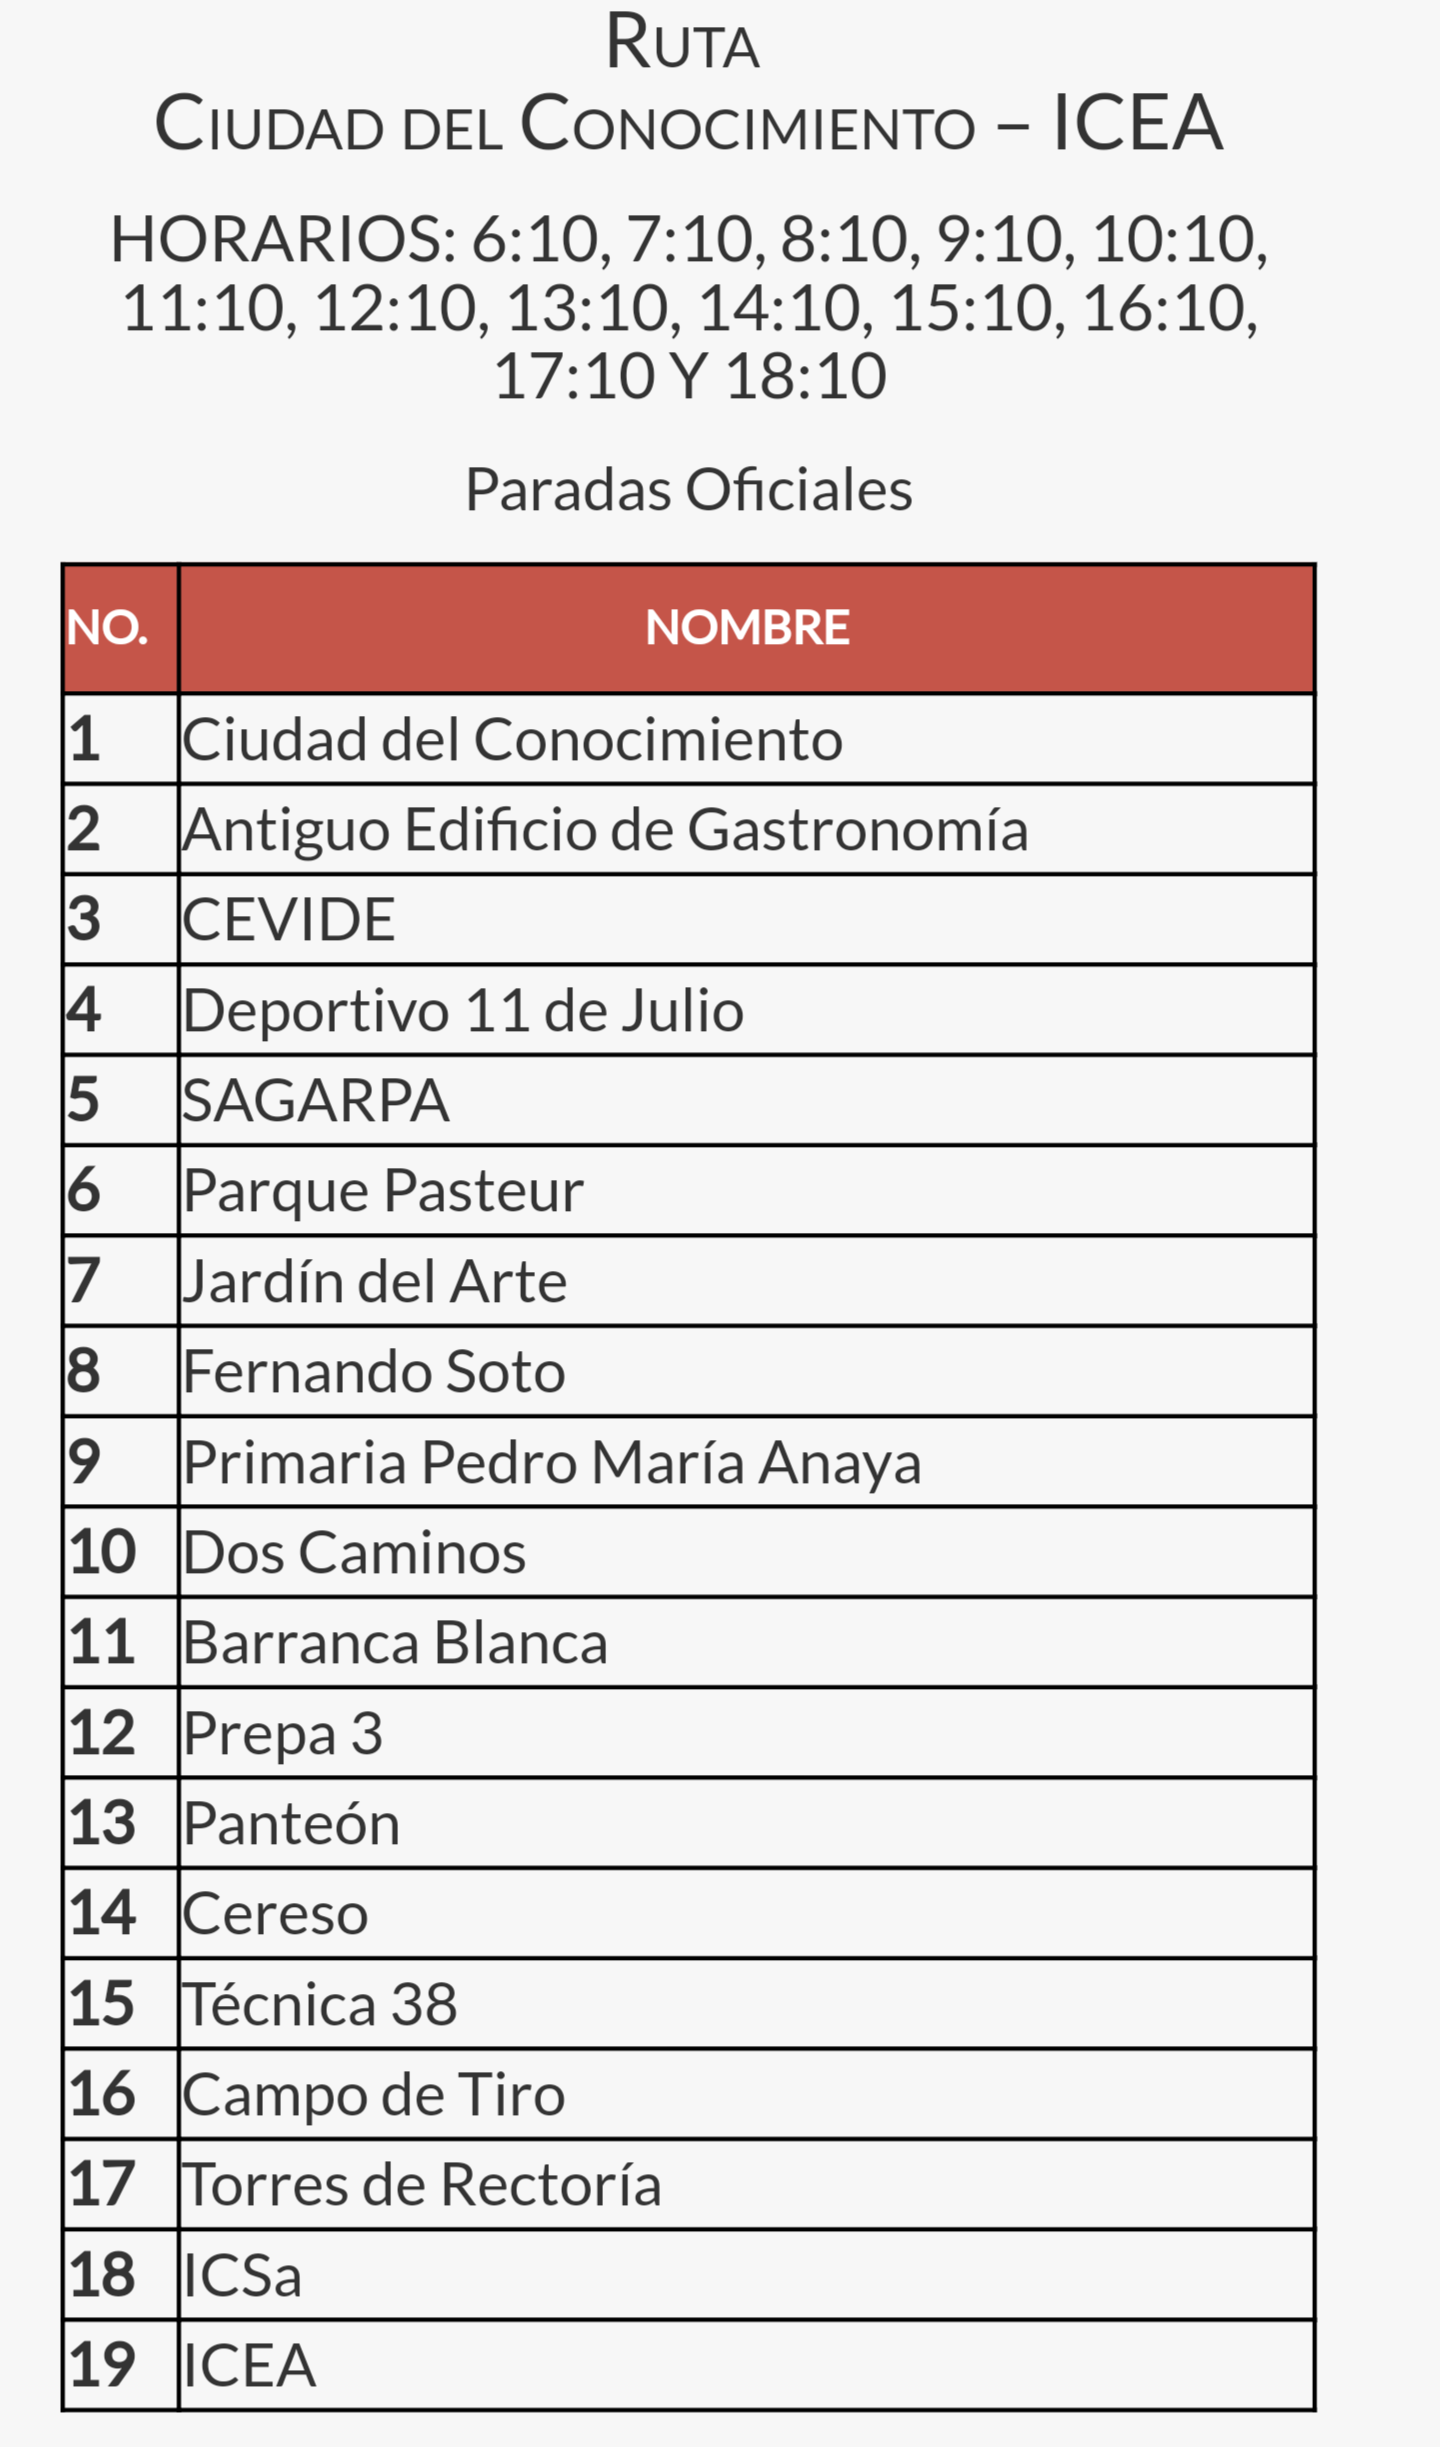 Ruta
Ciudad del Conocimiento – ICEA
HORARIOS: 6:10, 7:10, 8:10, 9:10, 10:10,
11:10, 12:10, 13:10, 14:10, 15:10, 16:10,
17:10 Y 18:10
Paradas Oficiales
NO. NOMBRE
1 Ciudad del Conocimiento
2 Antiguo Edificio de Gastronomía
3 CEVIDE
4 Deportivo 11 de Julio
5 SAGARPA
6 Parque Pasteur
7 Jardín del Arte
8 Fernando Soto
9 Primaria Pedro María Anaya
10 Dos Caminos
11 Barranca Blanca
12 Prepa 3
13 Panteón
14 Cereso
15 Técnica 38
16 Campo de Tiro
17 Torres de Rectoría
18 ICSa
19 ICEA